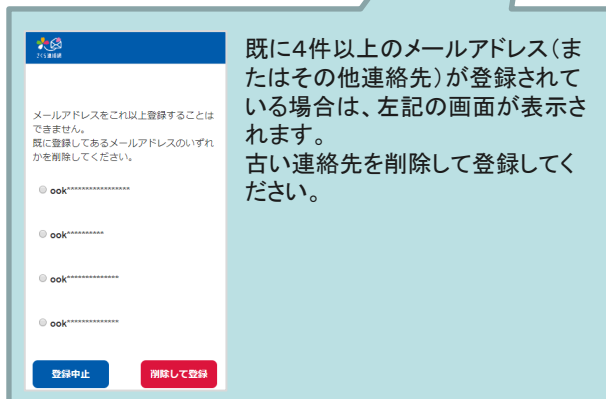 さくら連絡網
メールアドレスをこれ以上登録することは
できません。
既に登録してあるメールアドレスのいずれ
かを削除してください。
ook*****************
ook**********
ook**************
ook**************
登録中止
削除して登録
既に４件以上のメールアドレス（ま
たはその他連絡先）が登録されて
いる場合は、左記の画面が表示さ
れます。
古い連絡先を削除して登録してく
ださい。